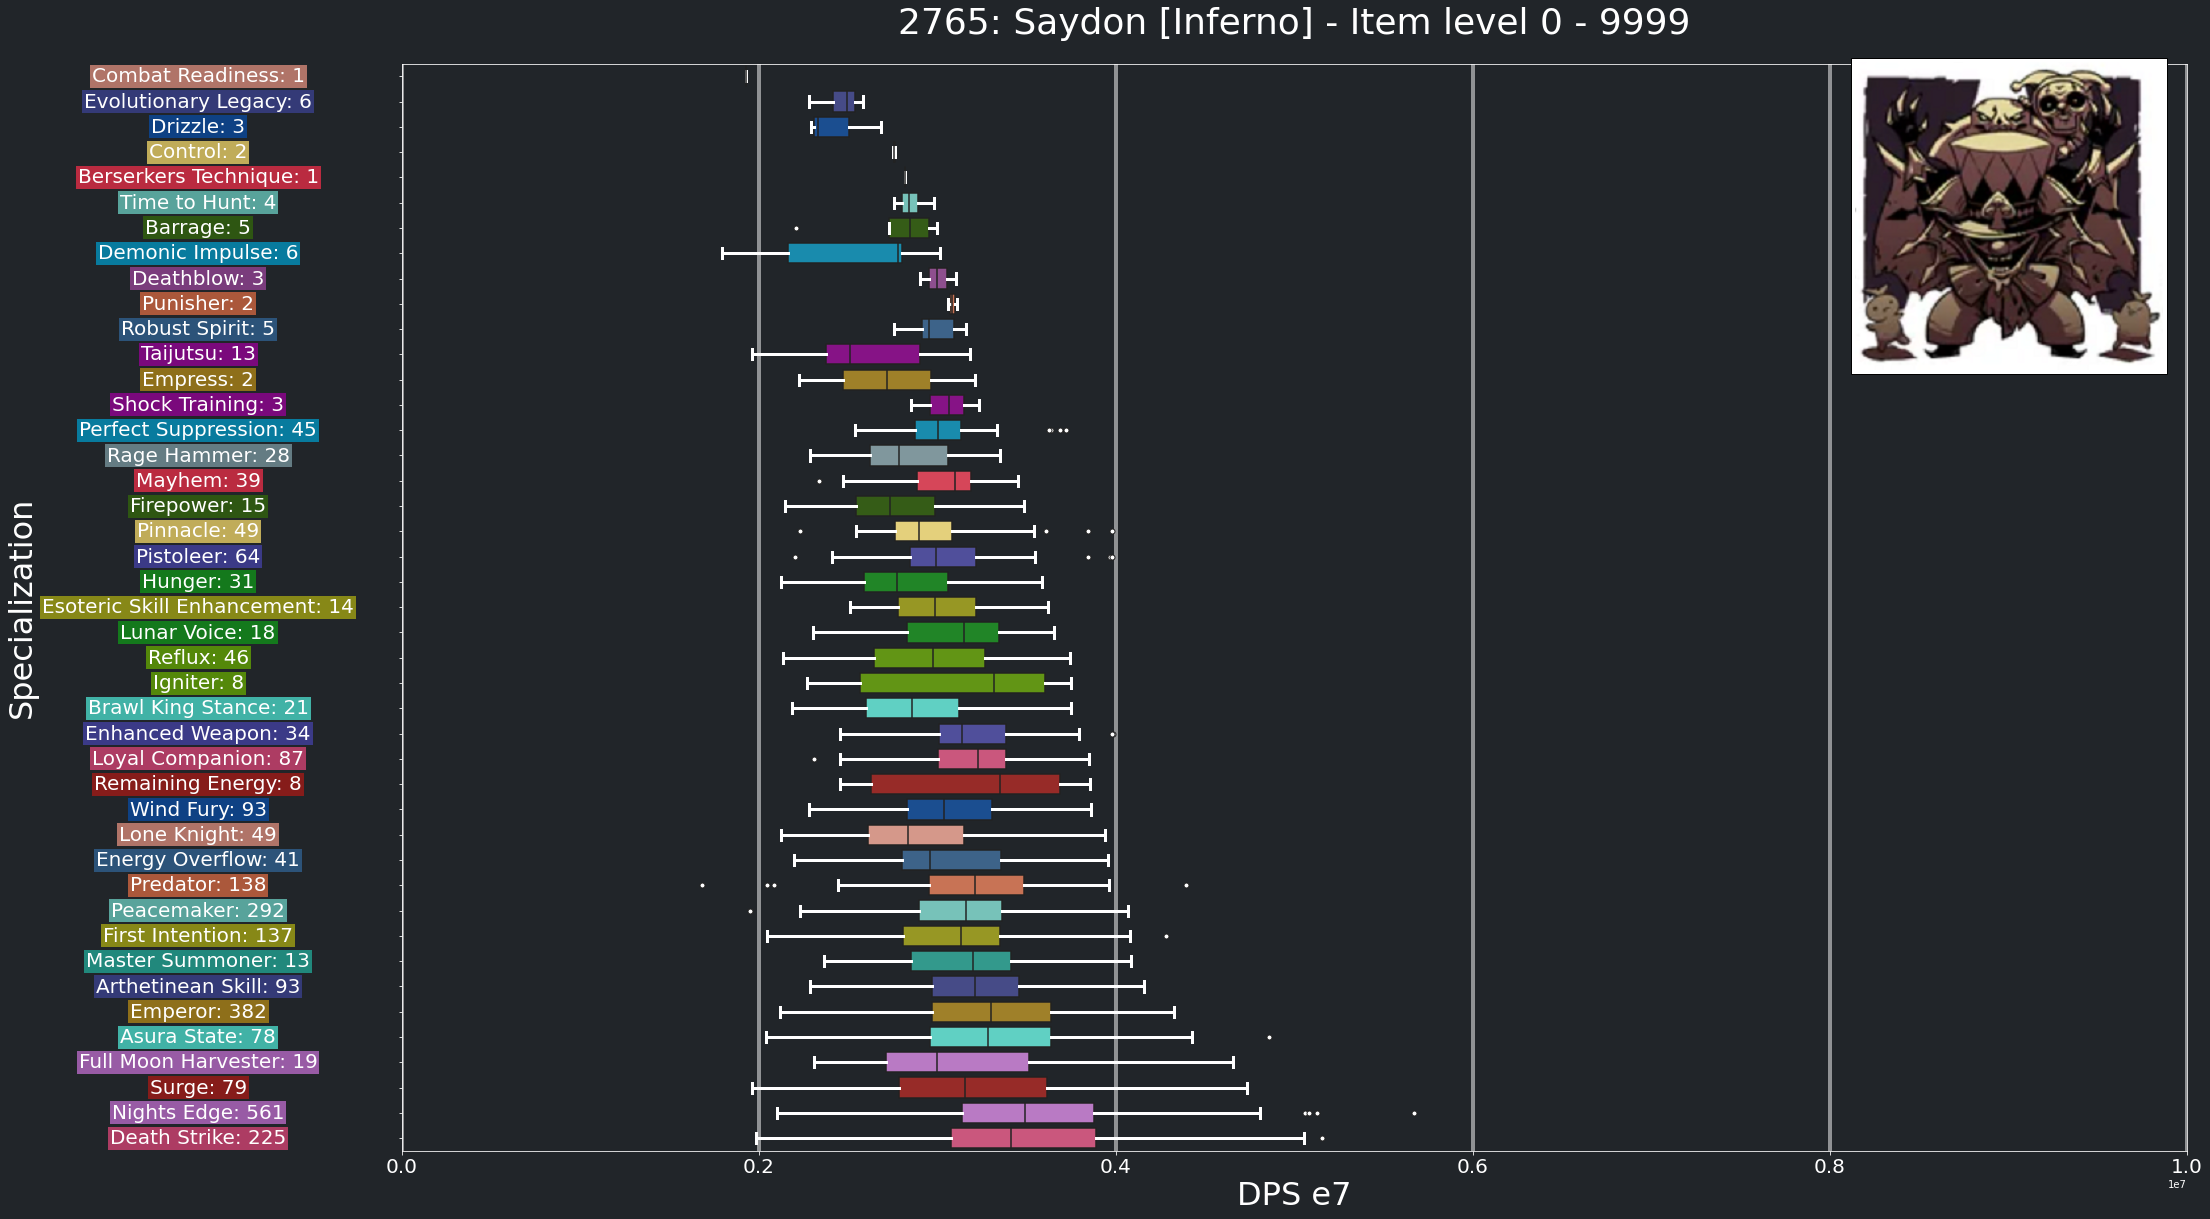 2765: Saydon [Inferno] - Item level 0 - 9999
Combat Readiness: 1
Evolutionary Legacy: 6
Drizzle: 3
Control: 2
Berserkers Technique: 1
Time to Hunt: 4
Barrage: 5
Demonic Impulse: 6
Deathblow: 3
Punisher: 2
Robust Spirit: 5
Taijutsu: 13
Empress: 2
Shock Training: 3
Perfect Suppression: 45
Rage Hammer: 28
Mayhem: 39
Firepower: 15
Pinnacle: 49
Pistoleer: 64
Hunger: 31
Esoteric Skill Enhancement: 14
Lunar Voice: 18
Reflux: 46
Igniter: 8
Brawl King Stance: 21
Enhanced Weapon: 34
Loyal Companion: 87
Remaining Energy: 8
Wind Fury: 93
Lone Knight: 49
Energy Overflow: 41
Predator: 138
Peacemaker: 292
First Intention: 137
Master Summoner: 13
Arthetinean Skill: 93
Emperor: 382
Asura State: 78
Full Moon Harvester: 19
Surge: 79
Nights Edge: 561
Death Strike: 225
Specialization
0.0 0.2 0.4 0.6 0.8 1.0
1e7
DPS e7